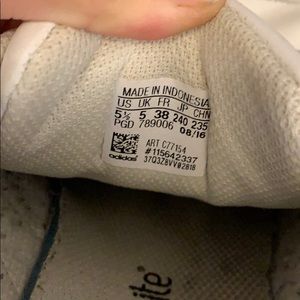 MADE IN INDONESIA
US UK FR JP CHN
5½ 5 38 240 235
PGD 789006 08/16
ART C77154
#115642337
adidas 37Q3Z8VV02818